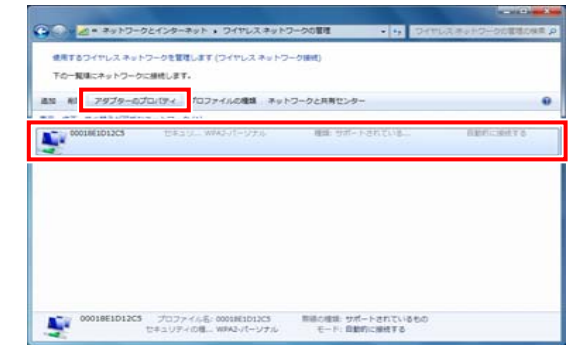 ネットワークとインターネット ▸ ワイヤレス ネットワークの管理
ワイヤレス ネットワークの管理の検索
使用するワイヤレス ネットワークを管理します (ワイヤレス ネットワーク接続)
下の一覧順にネットワークに接続します。
追加 削 アダプターのプロパティ プロファイルの種類 ネットワークと共有センター
00018E1D12C5 セキュリ... WPA2-パーソナル 種類: サポートされている... 自動的に接続する
00018E1D12C5 プロファイル名: 00018E1D12C5 無線の種類: サポートされているもの
セキュリティの種... WPA2-パーソナル モード: 自動的に接続する